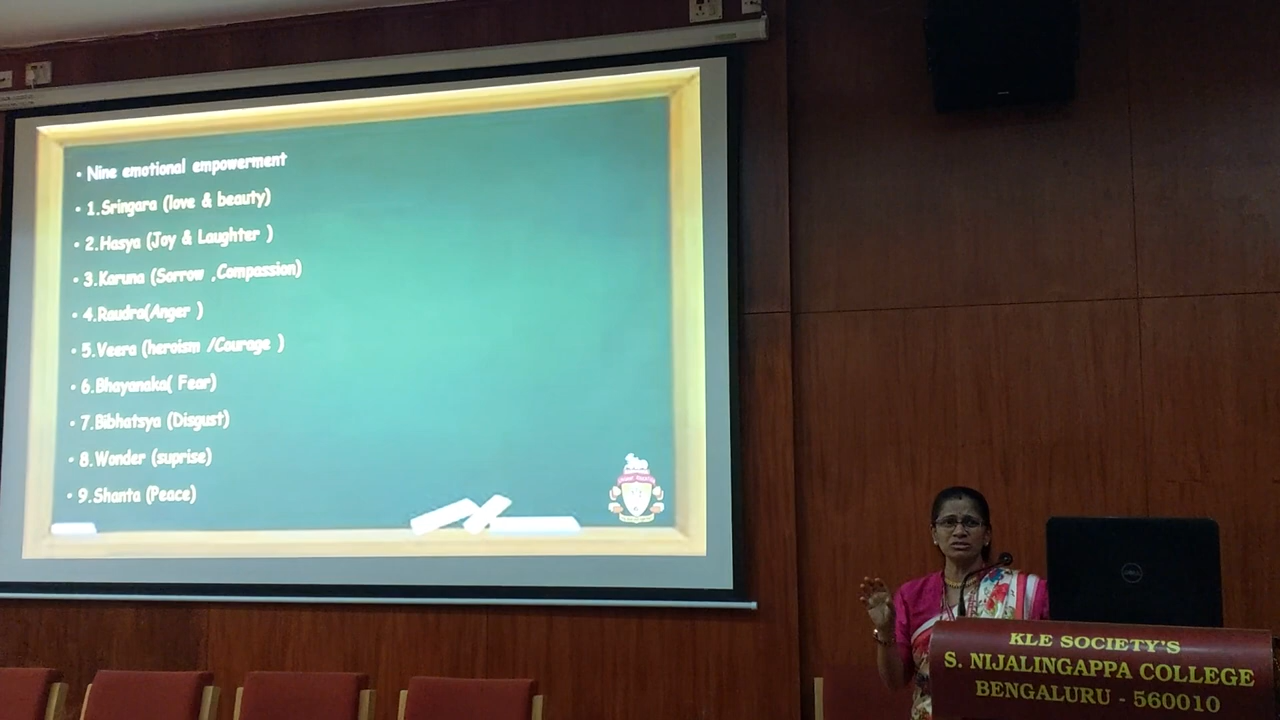 • Nine emotional empowerment
• 1.Sringara (love & beauty)
• 2.Hasya (Joy & Laughter )
• 3.Karuna (Sorrow ,Compassion)
• 4.Raudra(Anger )
• 5.Veera (heroism /Courage )
• 6.Bhayanaka( Fear)
• 7.Bibhatsya (Disgust)
• 8.Wonder (suprise)
• 9.Shanta (Peace)
DELL
KLE SOCIETY'S
S. NIJALINGAPPA COLLEGE
BENGALURU - 560010